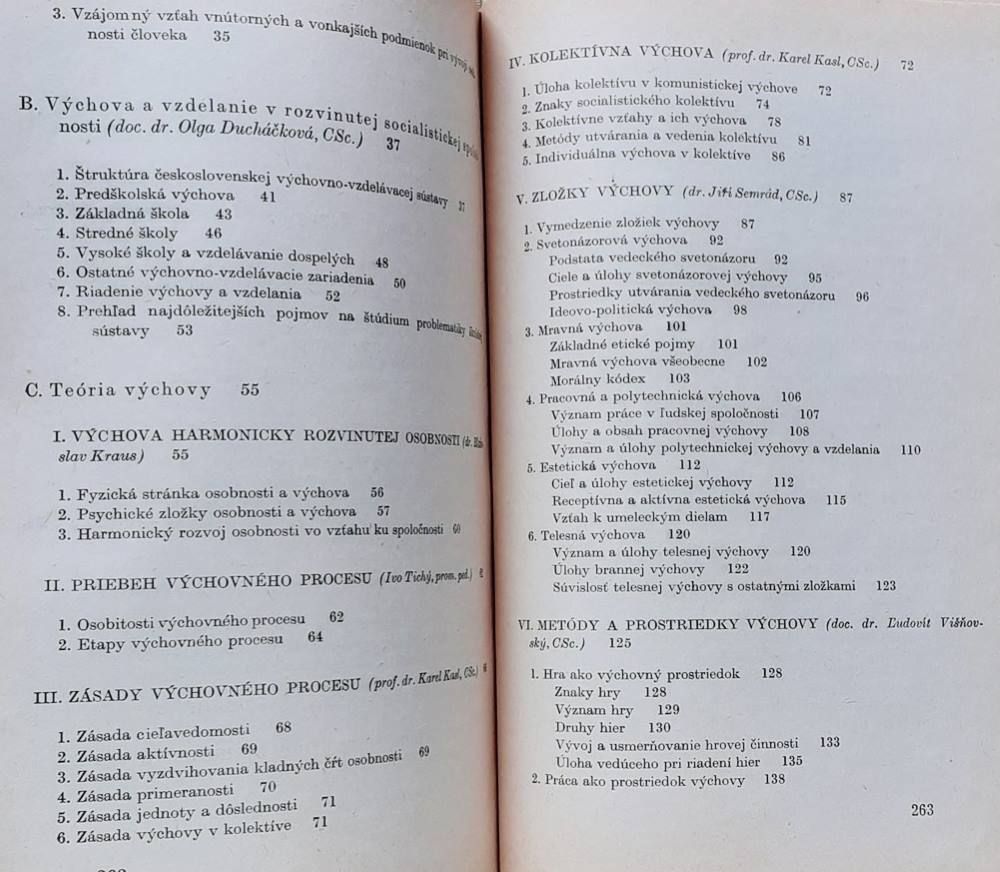 3. Vzájomný vzťah vnútorných a vonkajších podmienok pri vývoji
nosti človeka 35
B. Výchova a vzdelanie v rozvinutej socialistickej
nosti (doc. dr. Olga Ducháčková, CSc.) 37
1. Štruktúra československej výchovno-vzdelávacej sústavy 37
2. Predškolská výchova 41
3. Základná škola 43
4. Stredné školy 46
5. Vysoké školy a vzdelávanie dospelých 48
6. Ostatné výchovno-vzdelávacie zariadenia 50
7. Riadenie výchovy a vzdelania 52
8. Prehľad najdôležitejších pojmov na štúdium problematiky
sústavy 53
C. Teória výchovy 55
I. VÝCHOVA HARMONICKY ROZVINUTEJ OSOBNOSTI (dr.
slav Kraus) 55
1. Fyzická stránka osobnosti a výchova 56
2. Psychické zložky osobnosti a výchova 57
3. Harmonický rozvoj osobnosti vo vzťahu ku spoločnosti 60
II. PRIEBEH VÝCHOVNÉHO PROCESU (Ivo Tichý, prom. ped.)
1. Osobitosti výchovného procesu 62
2. Etapy výchovného procesu 64
III. ZÁSADY VÝCHOVNÉHO PROCESU (prof. dr. Karel Kasl, CSc.)
1. Zásada cieľavedomosti 68
2. Zásada aktívnosti 69
3. Zásada vyzdvihovania kladných čŕt osobnosti 69
4. Zásada primeranosti 70
5. Zásada jednoty a dôslednosti 71
6. Zásada výchovy v kolektíve 71
IV. KOLEKTÍVNA VÝCHOVA (prof. dr. Karel Kasl, CSc.) 72
1. Úloha kolektívu v komunistickej výchove 72
2. Znaky socialistického kolektívu 74
3. Kolektívne vzťahy a ich výchova 78
4. Metódy utvárania a vedenia kolektívu 81
5. Individuálna výchova v kolektíve 86
V. ZLOŽKY VÝCHOVY (dr. Jiří Semrád, CSc.) 87
1. Vymedzenie zložiek výchovy 87
2. Svetonázorová výchova 92
Podstata vedeckého svetonázoru 92
Ciele a úlohy svetonázorovej výchovy 95
Prostriedky utvárania vedeckého svetonázoru 96
Ideovo-politická výchova 98
3. Mravná výchova 101
Základné etické pojmy 101
Mravná výchova všeobecne 102
Morálny kódex 103
4. Pracovná a polytechnická výchova 106
Význam práce v ľudskej spoločnosti 107
Úlohy a obsah pracovnej výchovy 108
Význam a úlohy polytechnickej výchovy a vzdelania 110
5. Estetická výchova 112
Cieľ a úlohy estetickej výchovy 112
Receptívna a aktívna estetická výchova 115
Vzťah k umeleckým dielam 117
6. Telesná výchova 120
Význam a úlohy telesnej výchovy 120
Úlohy brannej výchovy 122
Súvislosť telesnej výchovy s ostatnými zložkami 123
VI. METÓDY A PROSTRIEDKY VÝCHOVY (doc. dr. Ľudovít Višňov-
ský, CSc.) 125
1. Hra ako výchovný prostriedok 128
Znaky hry 128
Význam hry 129
Druhy hier 130
Vývoj a usmerňovanie hrovej činnosti 133
Úloha vedúceho pri riadení hier 135
2. Práca ako prostriedok výchovy 138
263